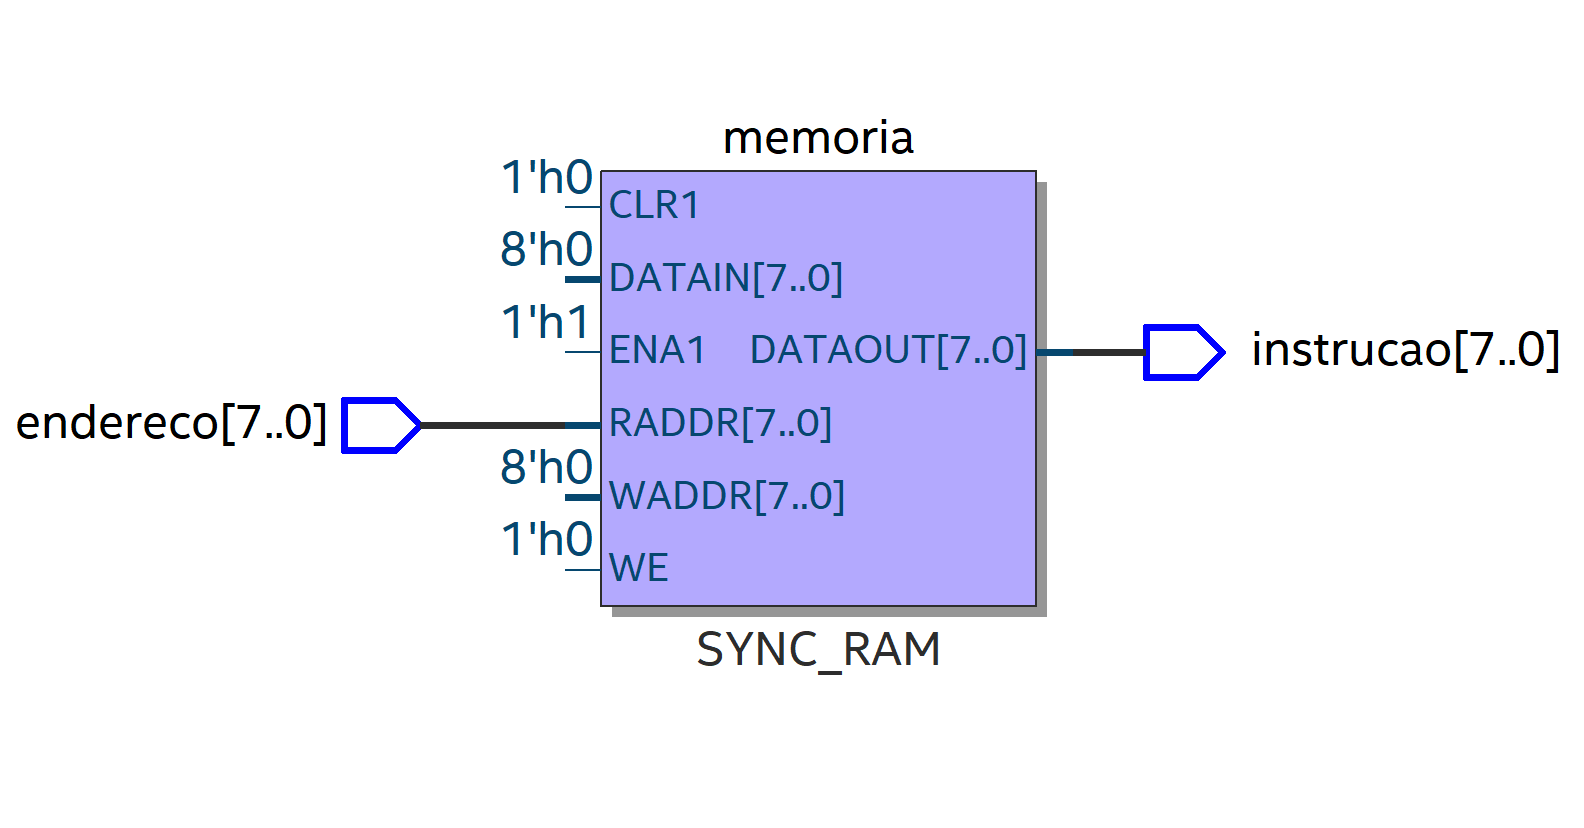 memoria
1'h0
CLR1
8'h0
DATAIN[7..0]
1'h1
ENA1 DATAOUT[7..0]
instrucao[7..0]
endereco[7..0]
RADDR[7..0]
8'h0
WADDR[7..0]
1'h0
WE
SYNC_RAM